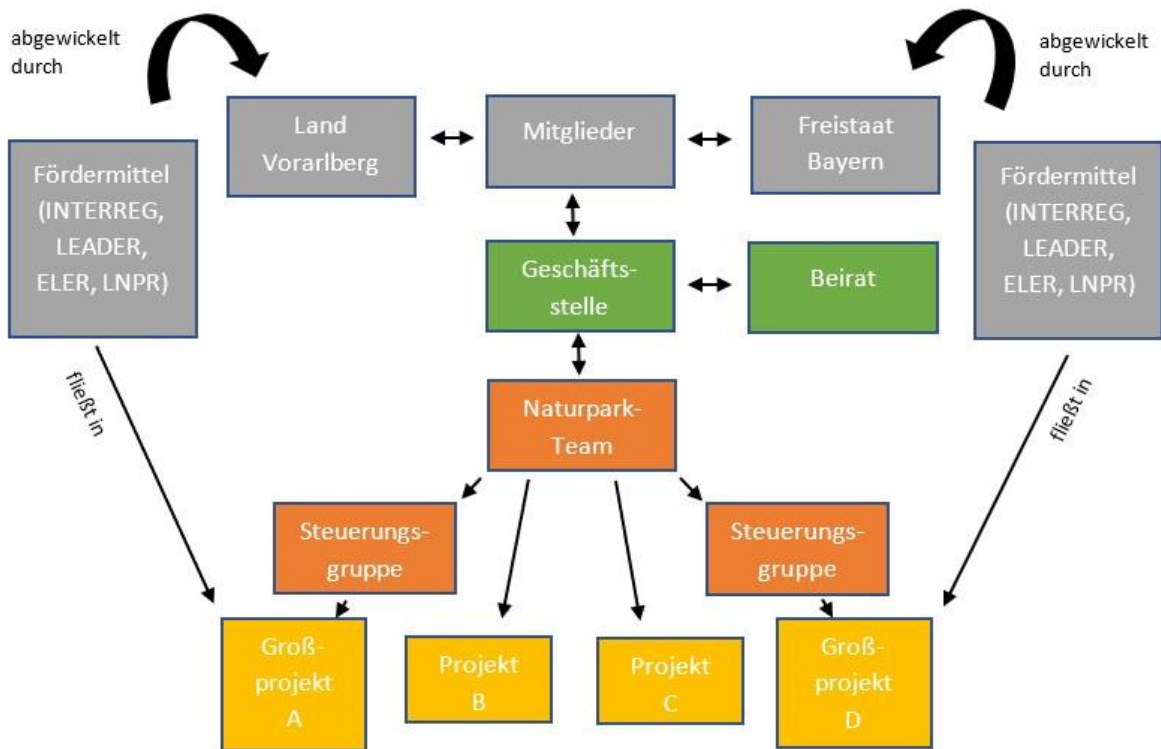 abgewickelt
durch
abgewickelt
durch
Land
Vorarlberg
Mitglieder
Freistaat
Bayern
Fördermittel
(INTERREG,
LEADER,
ELER, LNPR)
Fördermittel
(INTERREG,
LEADER,
ELER, LNPR)
Geschäfts-
stelle
Beirat
fließt in
fließt in
Naturpark-
Team
Steuerungs-
gruppe
Steuerungs-
gruppe
Groß-
projekt
A
Projekt
B
Projekt
C
Groß-
projekt
D